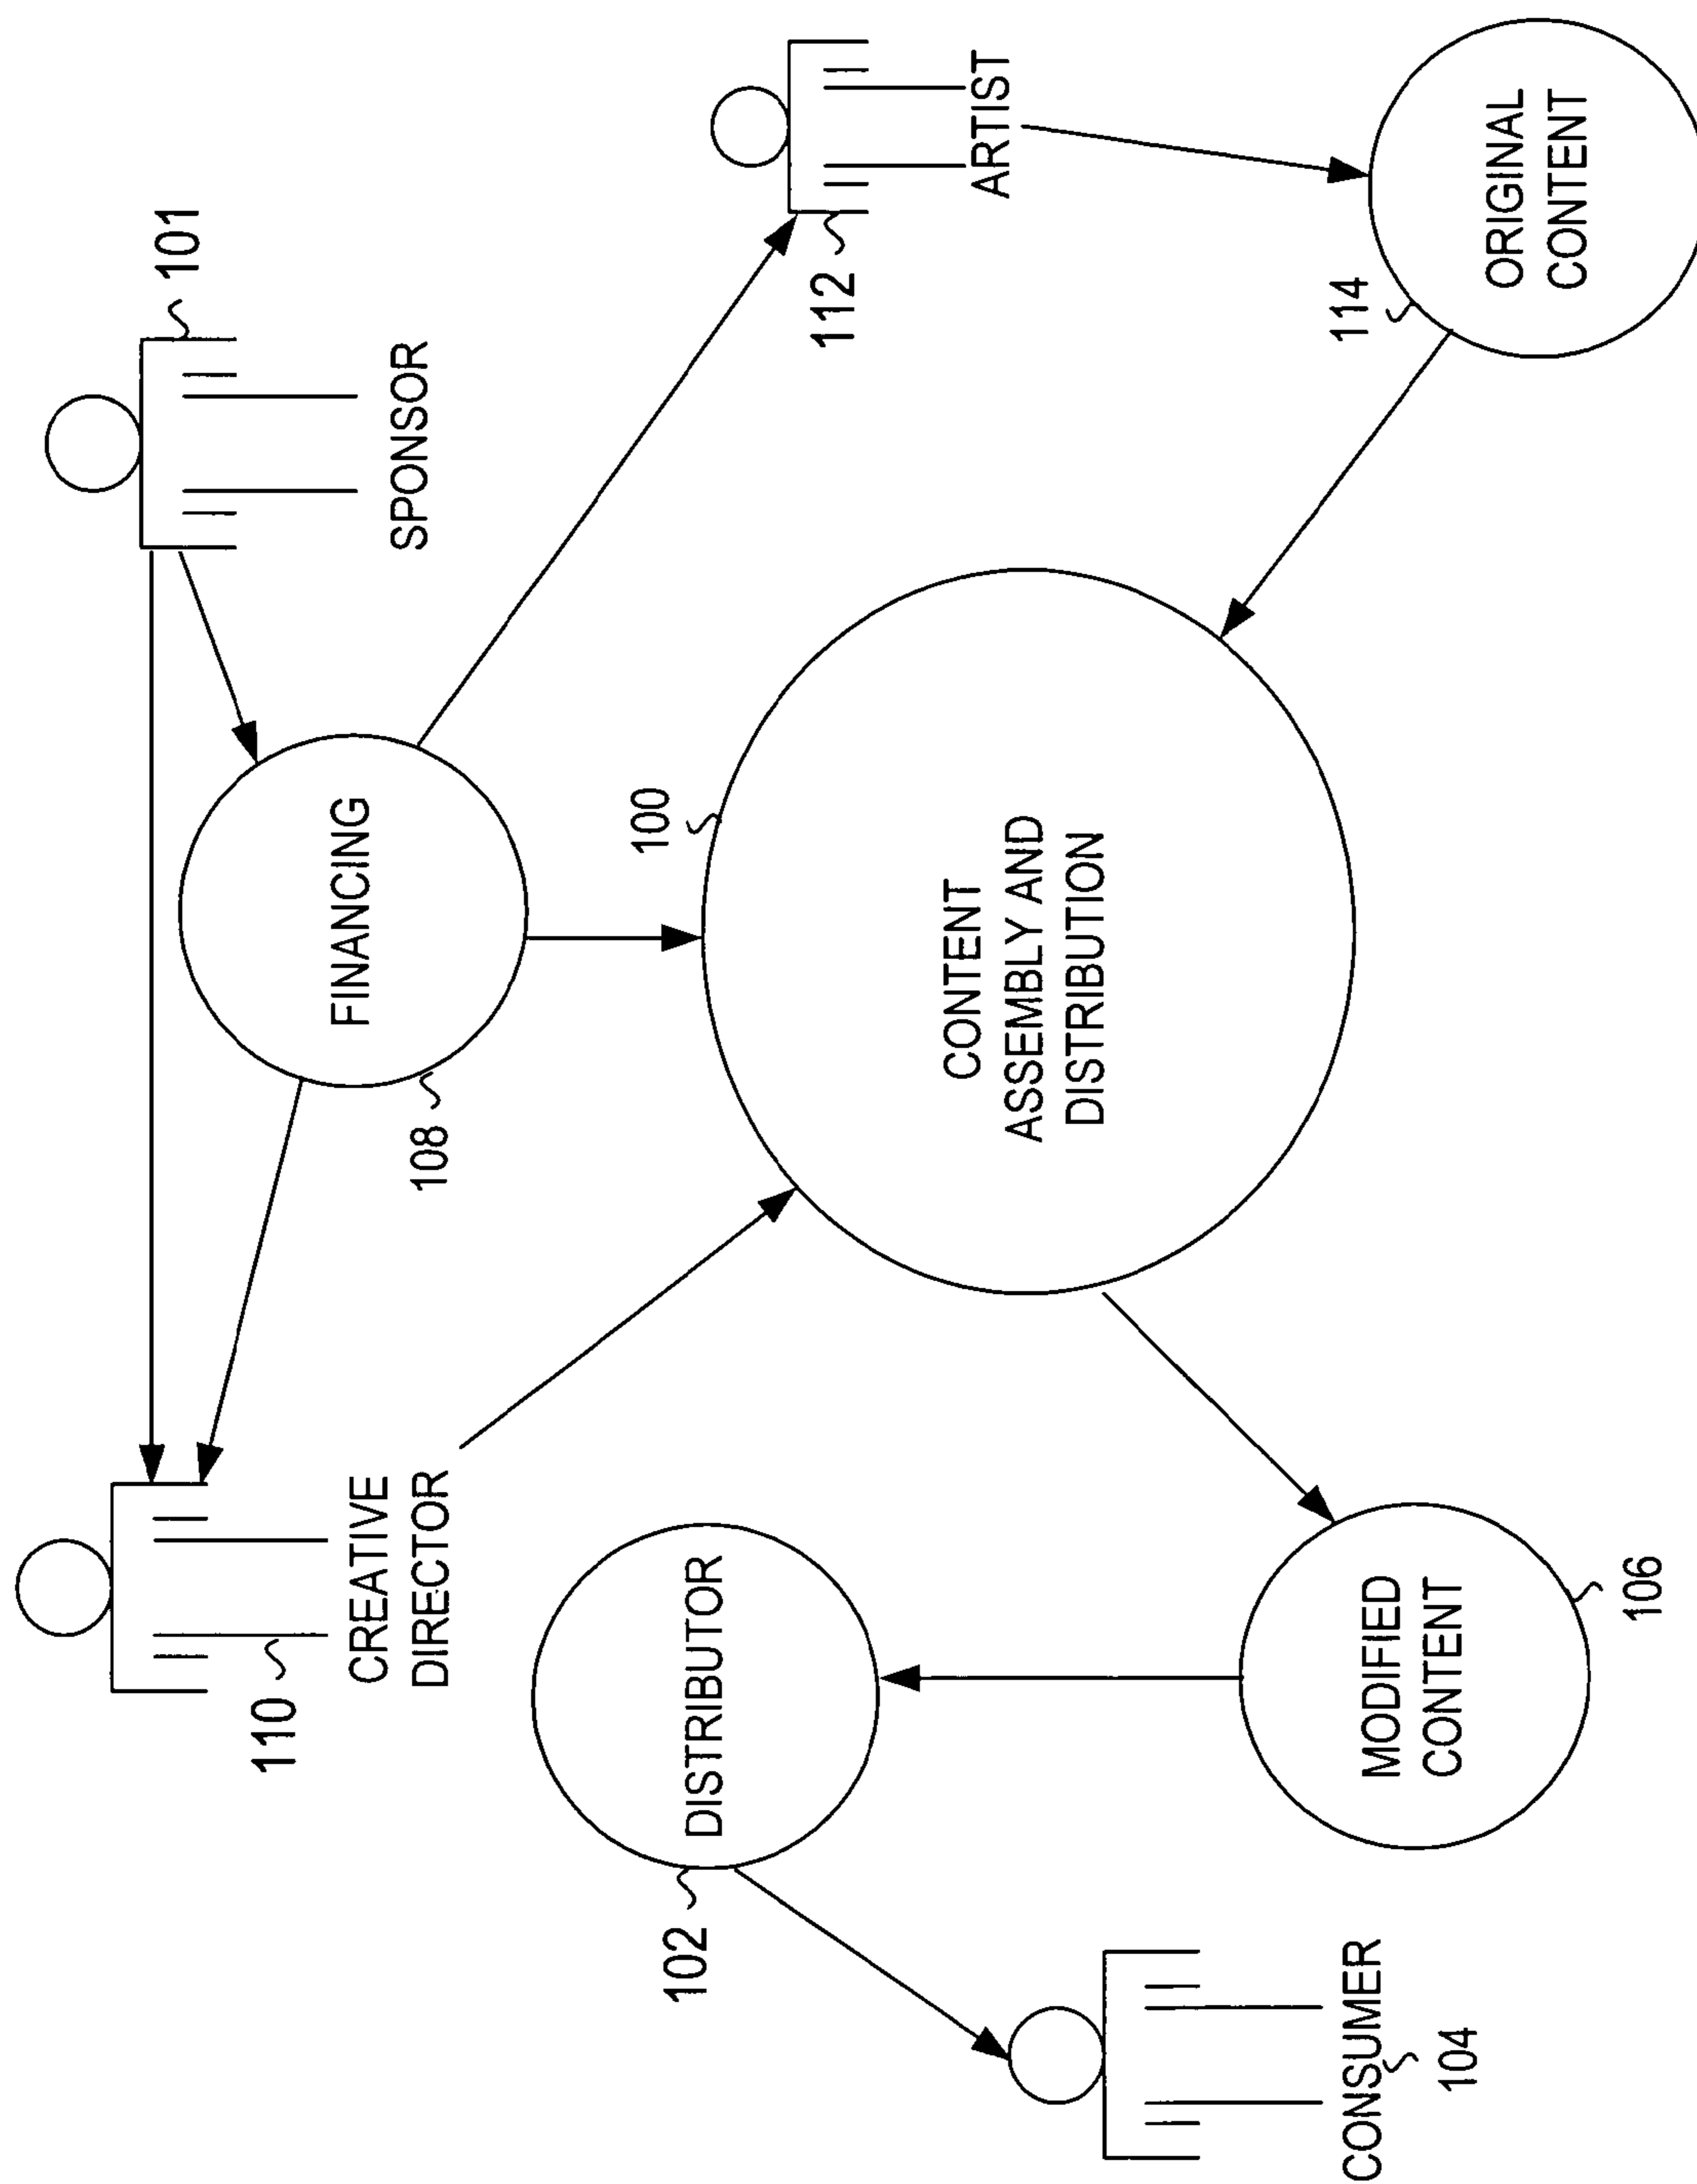 CREATIVE
DIRECTOR
110
SPONSOR
101
FINANCING
108
DISTRIBUTOR
102
100
112
ARTIST
CONTENT
ASSEMBLY AND
DISTRIBUTION
CONSUMER
104
MODIFIED
CONTENT
106
114
ORIGINAL
CONTENT